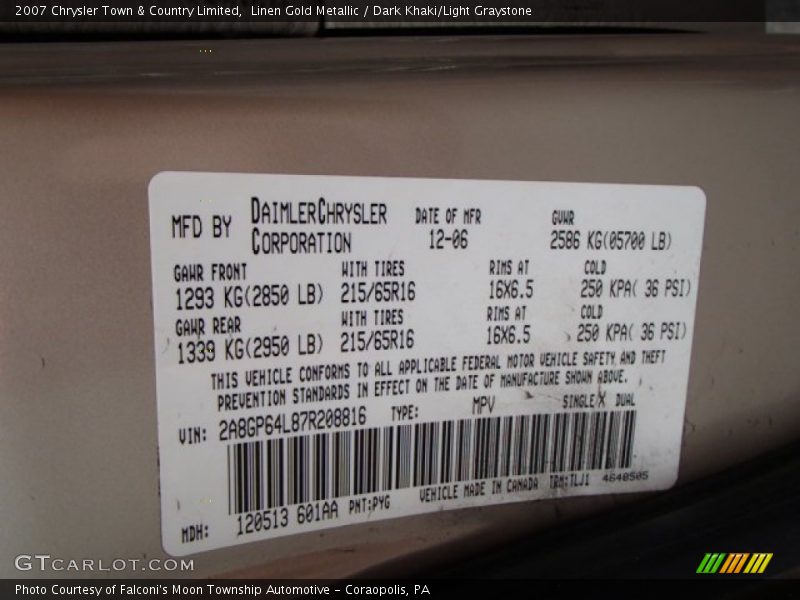 2007 Chrysler Town & Country Limited,  Linen Gold Metallic / Dark Khaki/Light Graystone
MFD BY DAIMLERCHRYSLER CORPORATION DATE OF MFR 12-06 GVWR 2586 KG(05700 LB)
GAWR FRONT WITH TIRES RIMS AT COLD
1293 KG(2850 LB) 215/65R16 16X6.5 250 KPA( 36 PSI)
GAWR REAR WITH TIRES RIMS AT COLD
1339 KG(2950 LB) 215/65R16 16X6.5 250 KPA( 36 PSI)
THIS VEHICLE CONFORMS TO ALL APPLICABLE FEDERAL MOTOR VEHICLE SAFETY AND THEFT
PREVENTION STANDARDS IN EFFECT ON THE DATE OF MANUFACTURE SHOWN ABOVE.
VIN: 2A8GP64L87R208816 TYPE: MPV SINGLE X DUAL
MDH: 120513 601AA PNT:PYG VEHICLE MADE IN CANADA TRM:TLJ1 4648505
GTCARLOT.COM
Photo Courtesy of Falconi's Moon Township Automotive - Coraopolis, PA